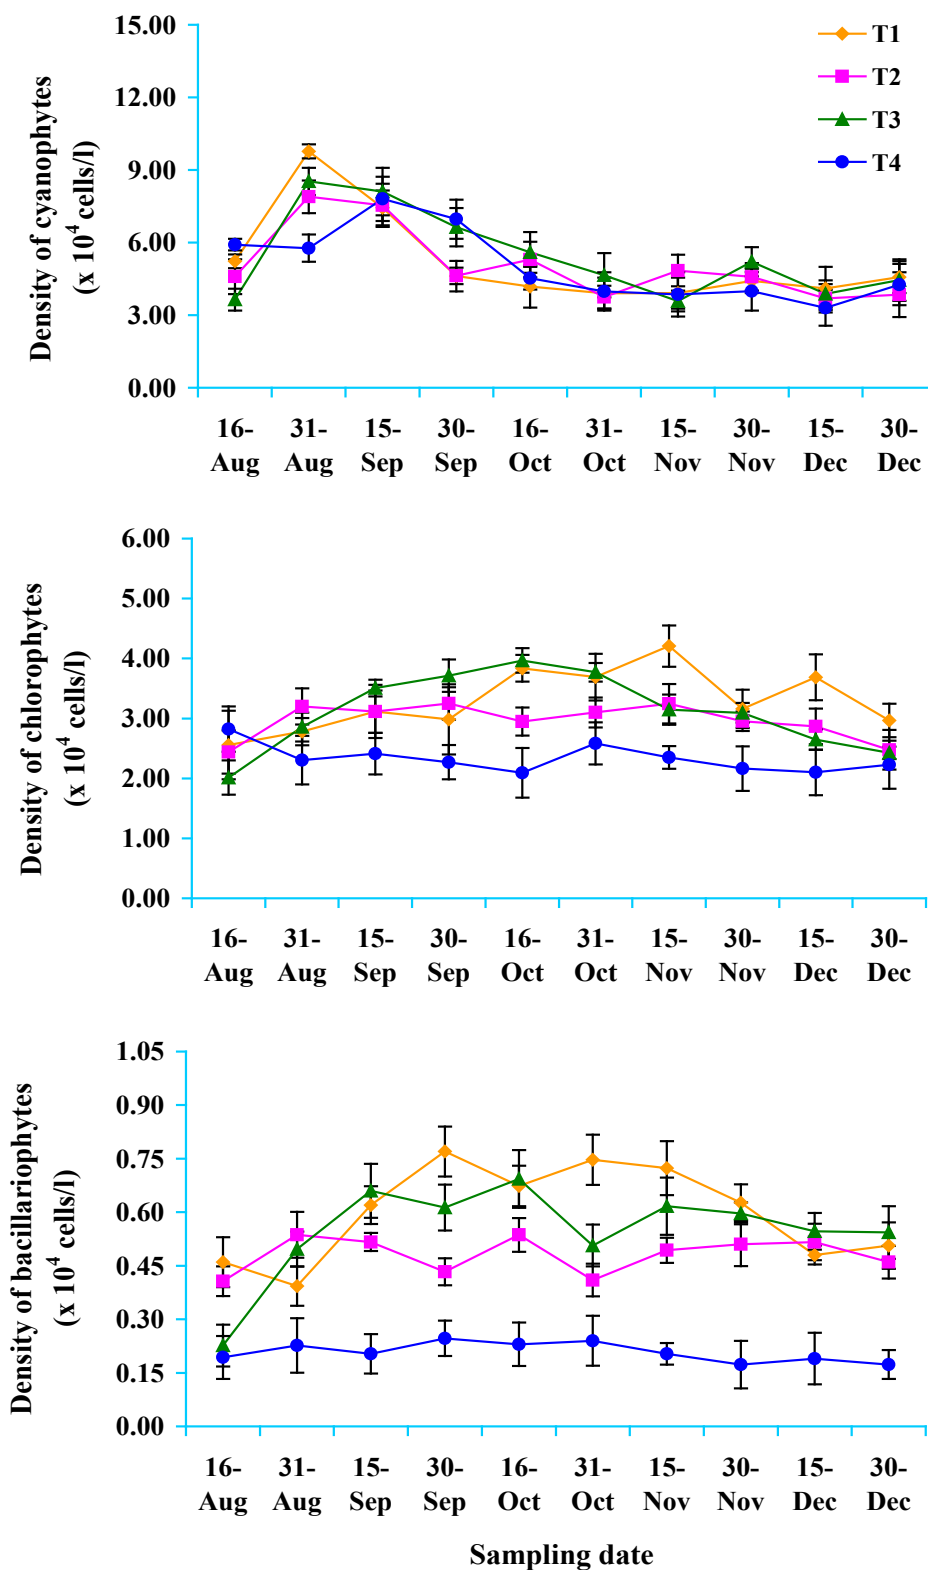 15.00
12.00
9.00
6.00
3.00
0.00
Density of cyanophytes
(x 10⁴ cells/l)
T1
T2
T3
T4
16- 31- 15- 30- 16- 31- 15- 30- 15- 30-
Aug Aug Sep Sep Oct Oct Nov Nov Dec Dec
6.00
5.00
4.00
3.00
2.00
1.00
0.00
Density of chlorophytes
(x 10⁴ cells/l)
16- 31- 15- 30- 16- 31- 15- 30- 15- 30-
Aug Aug Sep Sep Oct Oct Nov Nov Dec Dec
1.05
0.90
0.75
0.60
0.45
0.30
0.15
0.00
Density of bacillariophytes
(x 10⁴ cells/l)
16- 31- 15- 30- 16- 31- 15- 30- 15- 30-
Aug Aug Sep Sep Oct Oct Nov Nov Dec Dec
Sampling date